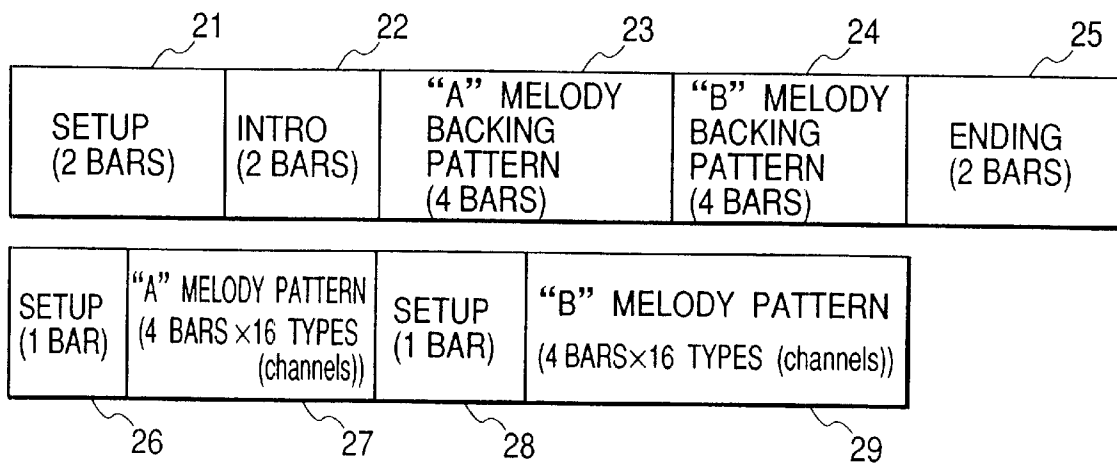 21 22 23 24 25
SETUP
(2 BARS)
INTRO
(2 BARS)
“A” MELODY
BACKING
PATTERN
(4 BARS)
“B” MELODY
BACKING
PATTERN
(4 BARS)
ENDING
(2 BARS)
SETUP
(1 BAR)
“A” MELODY PATTERN
(4 BARS×16 TYPES
(channels))
SETUP
(1 BAR)
“B” MELODY PATTERN
(4 BARS×16 TYPES (channels))
26 27 28 29